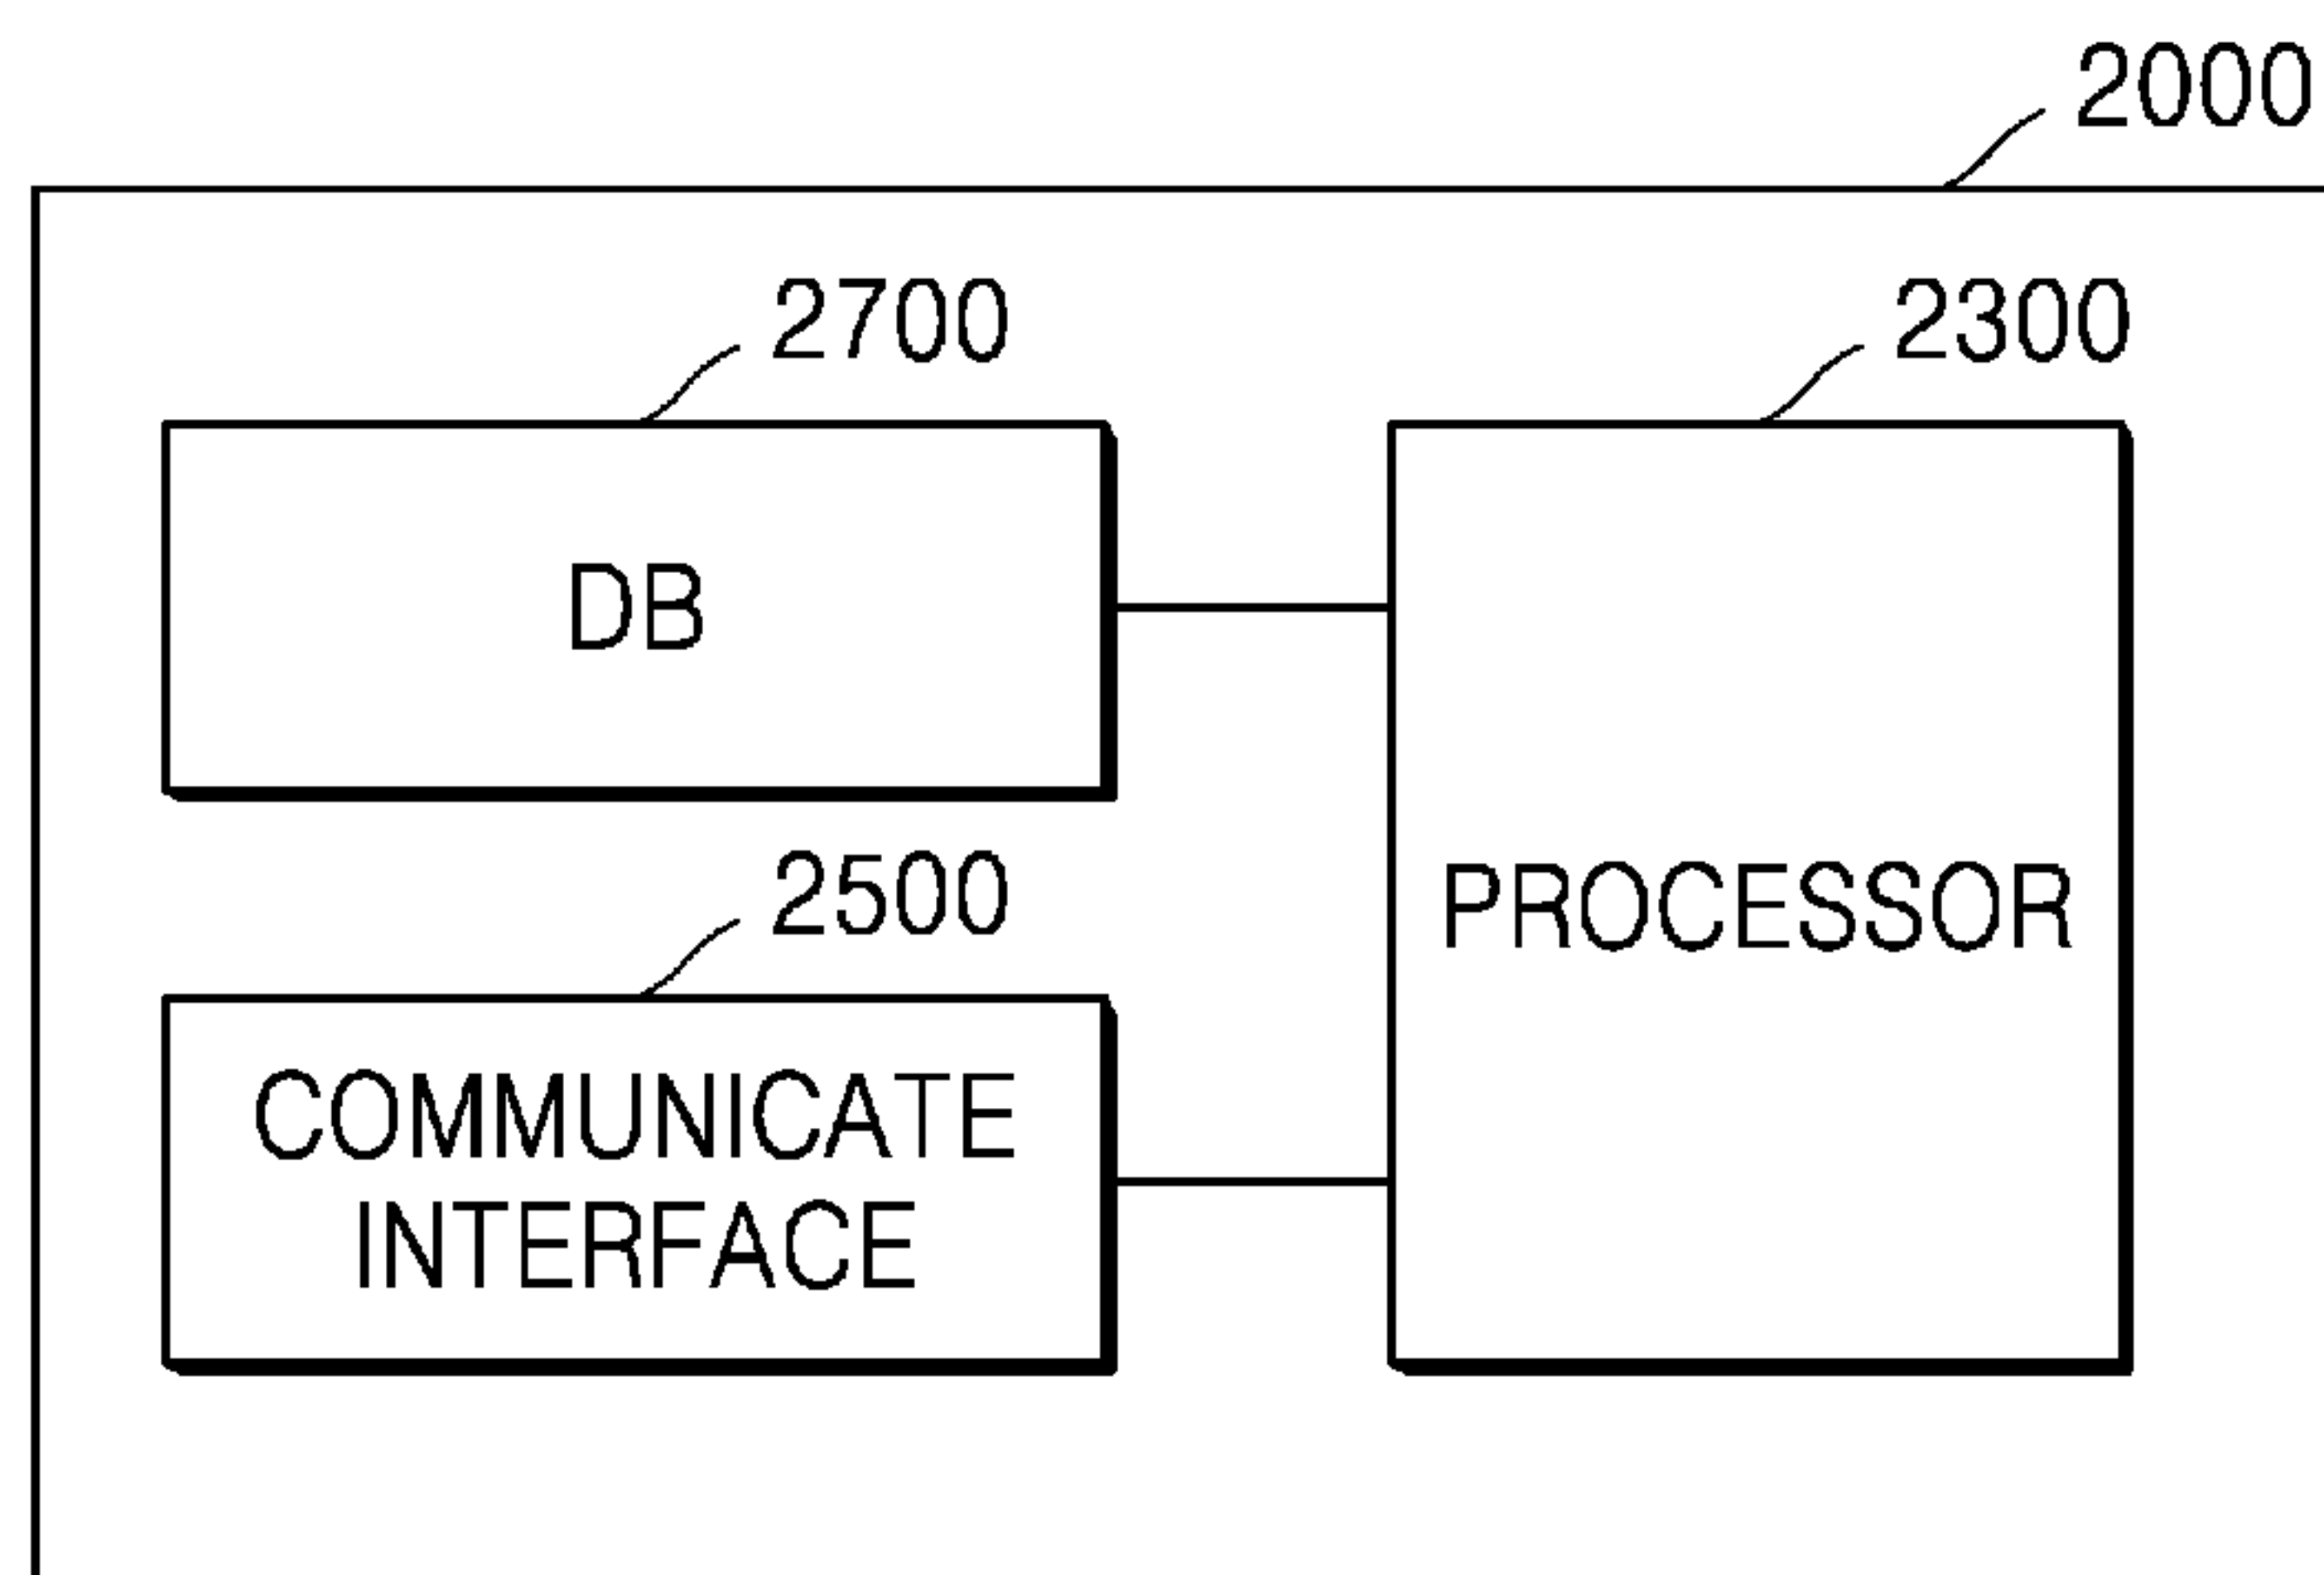 2000
2700
2300
DB
2500
PROCESSOR
COMMUNICATE
INTERFACE